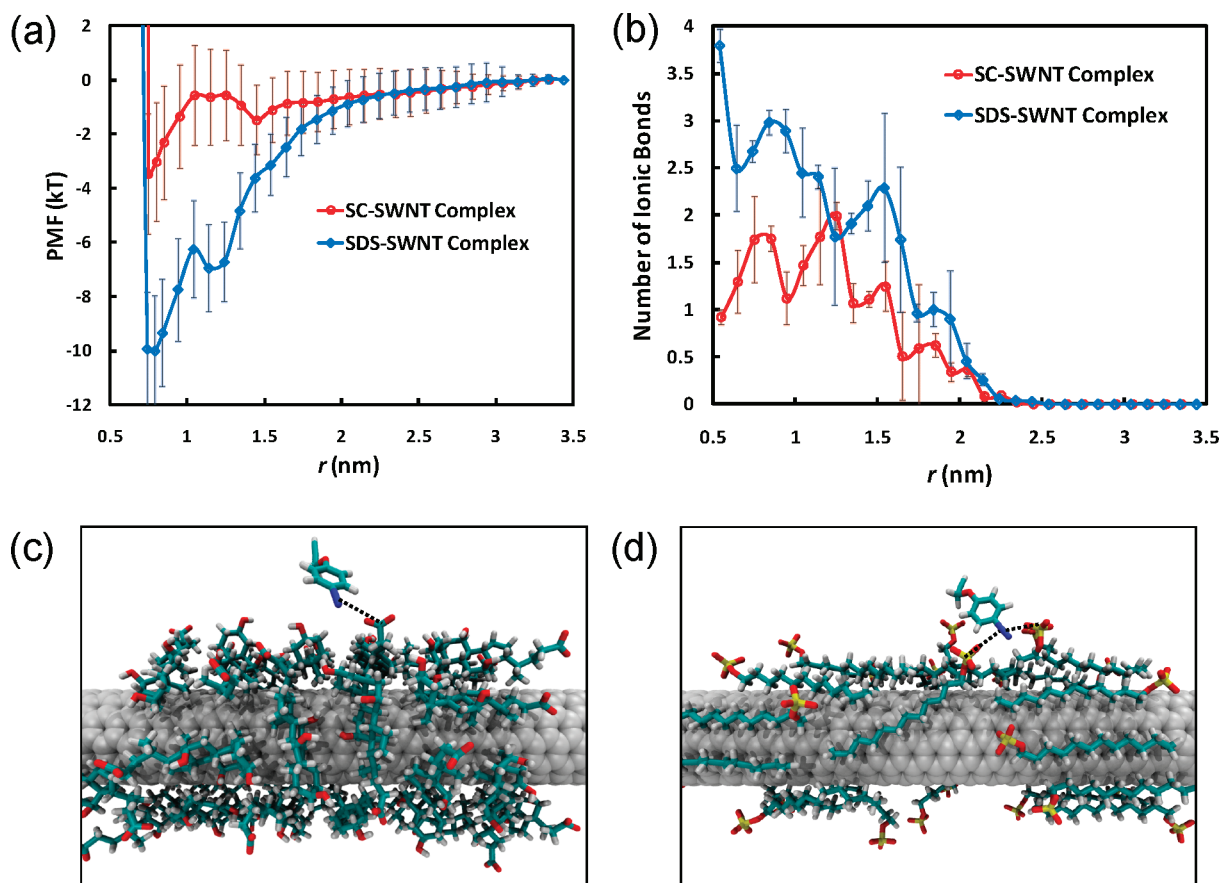 (a)
PMF (kT)
2
0
-2
-4
-6
-8
-10
-12
SC-SWNT Complex
SDS-SWNT Complex
0.5 1 1.5 2 2.5 3 3.5
r (nm)
(b)
Number of Ionic Bonds
4
3.5
3
2.5
2
1.5
1
0.5
0
SC-SWNT Complex
SDS-SWNT Complex
0.5 1 1.5 2 2.5 3 3.5
r (nm)
(c)
(d)